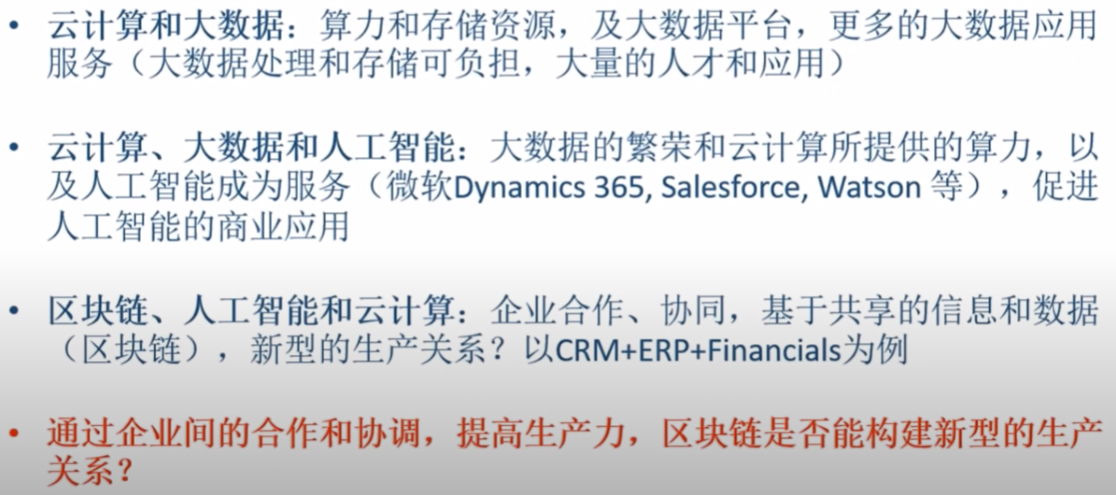 • 云计算和大数据：算力和存储资源，及大数据平台，更多的大数据应用
服务（大数据处理和存储可负担，大量的人才和应用）
• 云计算、大数据和人工智能：大数据的繁荣和云计算所提供的算力，以
及人工智能成为服务（微软Dynamics 365, Salesforce, Watson 等），促进
人工智能的商业应用
• 区块链、人工智能和云计算：企业合作、协同，基于共享的信息和数据
（区块链），新型的生产关系？以CRM+ERP+Financials为例
• 通过企业间的合作和协调，提高生产力，区块链是否能构建新型的生产
关系？